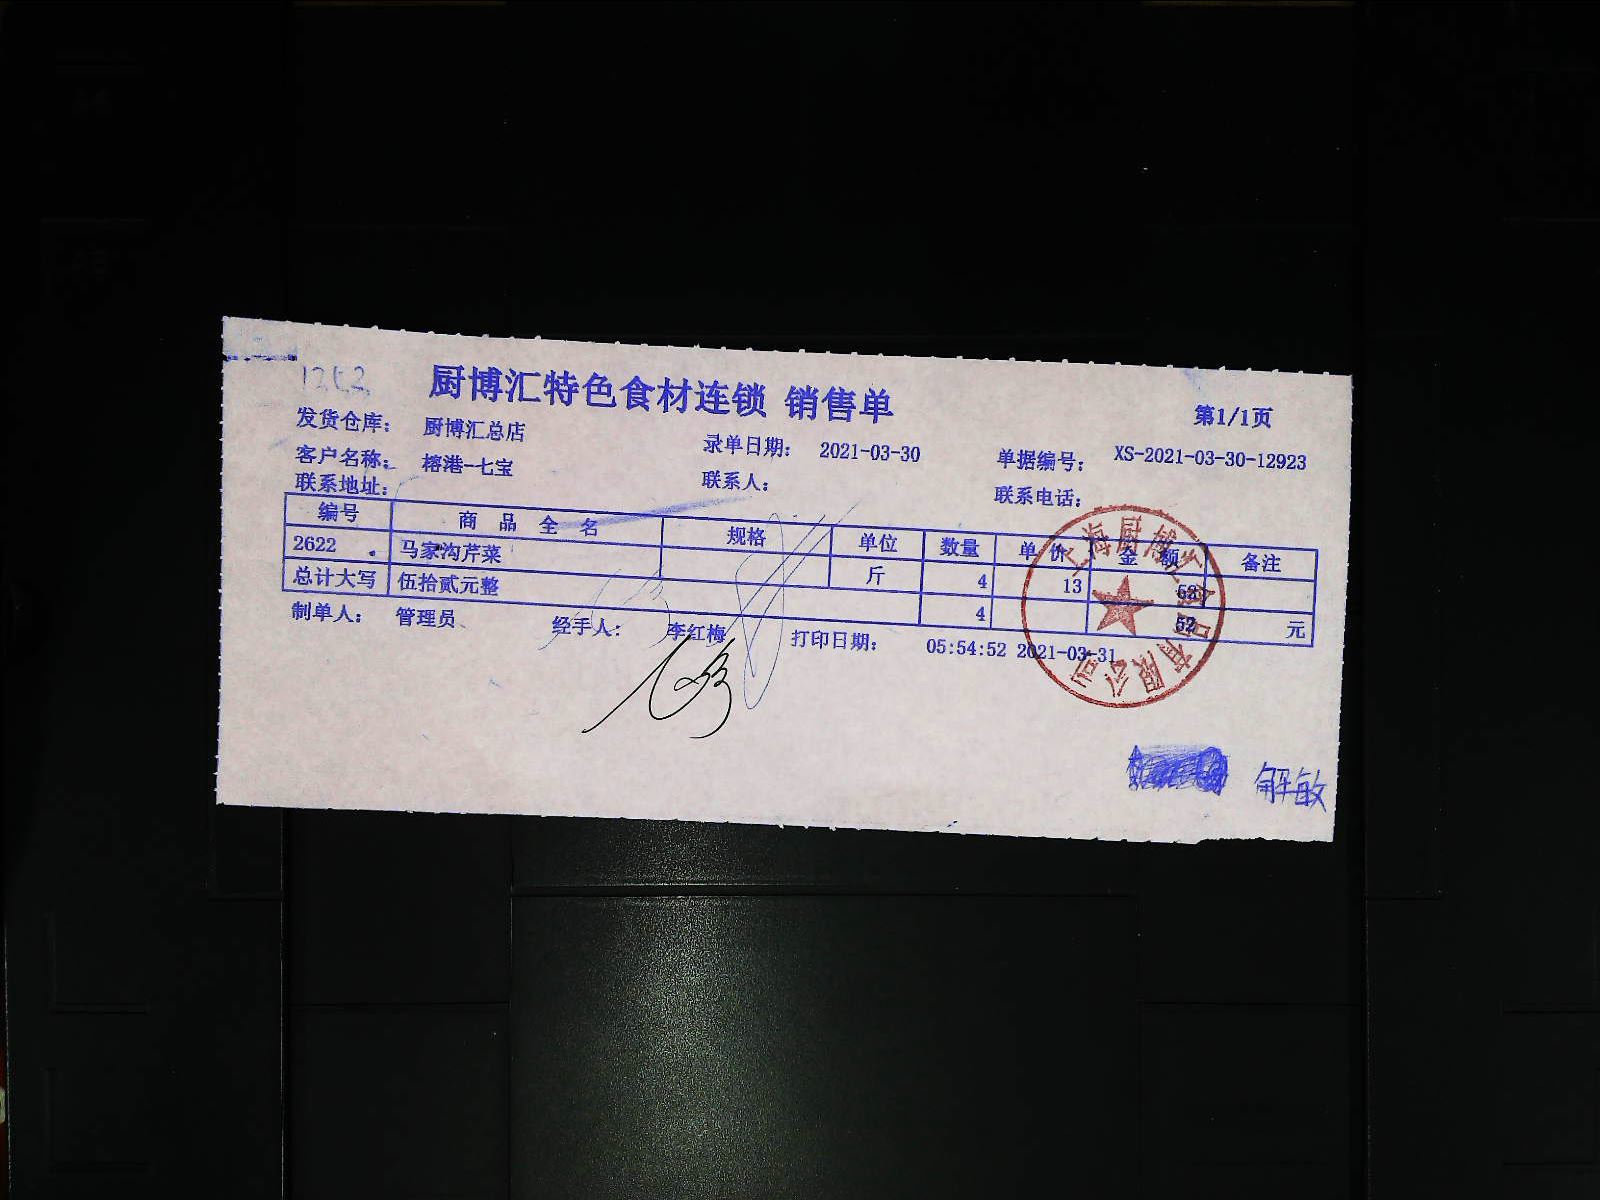 1252
厨博汇特色食材连锁 销售单
第1/1页
发货仓库： 厨博汇总店 录单日期： 2021-03-30 单据编号： XS-2021-03-30-12923
客户名称： 榕港-七宝 联系人： 联系电话：
联系地址：
编号 商品全名 规格 单位 数量 单价 金额 备注
2622 马家沟芹菜 斤 4 13 52
总计大写 伍拾贰元整 4 52 元
制单人： 管理员 经手人： 李红梅 打印日期： 05:54:52 2021-03-31
解敏